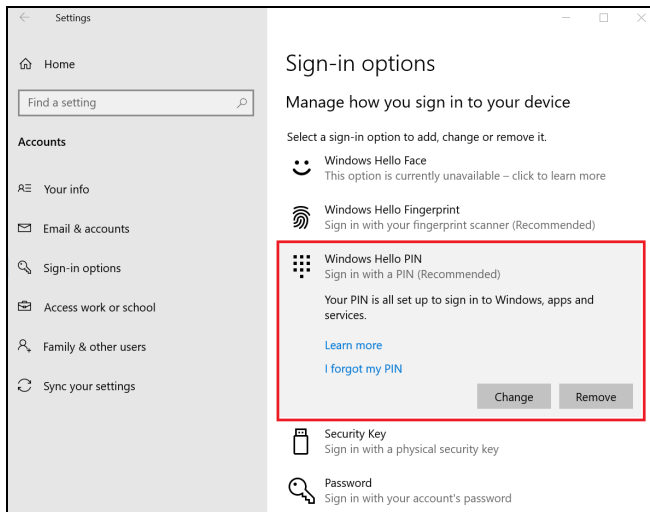 Settings
Home
Find a setting
Accounts
Your info
Email & accounts
Sign-in options
Access work or school
Family & other users
Sync your settings
Sign-in options
Manage how you sign in to your device
Select a sign-in option to add, change or remove it.
Windows Hello Face
This option is currently unavailable – click to learn more
Windows Hello Fingerprint
Sign in with your fingerprint scanner (Recommended)
Windows Hello PIN
Sign in with a PIN (Recommended)
Your PIN is all set up to sign in to Windows, apps and
services.
Learn more
I forgot my PIN
Change Remove
Security Key
Sign in with a physical security key
Password
Sign in with your account's password